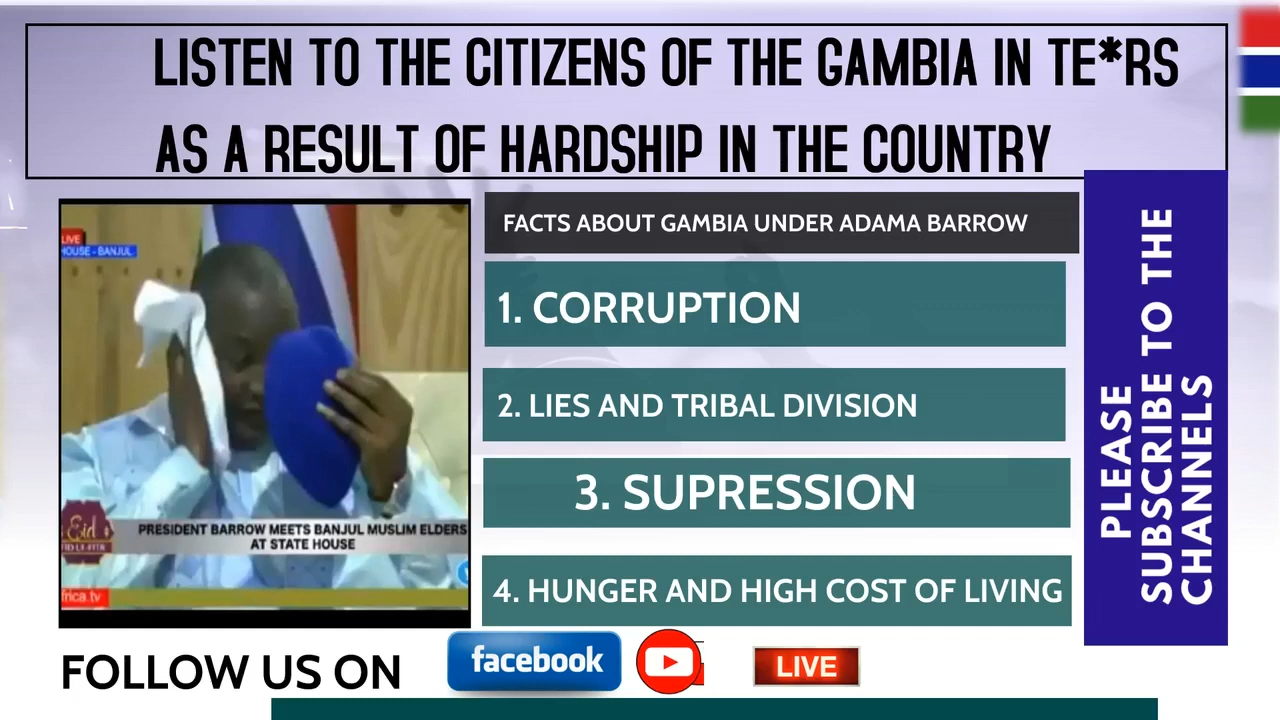 LISTEN TO THE CITIZENS OF THE GAMBIA IN TE*RS
AS A RESULT OF HARDSHIP IN THE COUNTRY
LIVE
HOUSE - BANJUL
Eid
PRESIDENT BARROW MEETS BANJUL MUSLIM ELDERS
AT STATE HOUSE
frica.tv
FACTS ABOUT GAMBIA UNDER ADAMA BARROW
1. CORRUPTION
2. LIES AND TRIBAL DIVISION
3. SUPRESSION
4. HUNGER AND HIGH COST OF LIVING
PLEASE
SUBSCRIBE TO THE
CHANNELS
FOLLOW US ON
facebook
LIVE